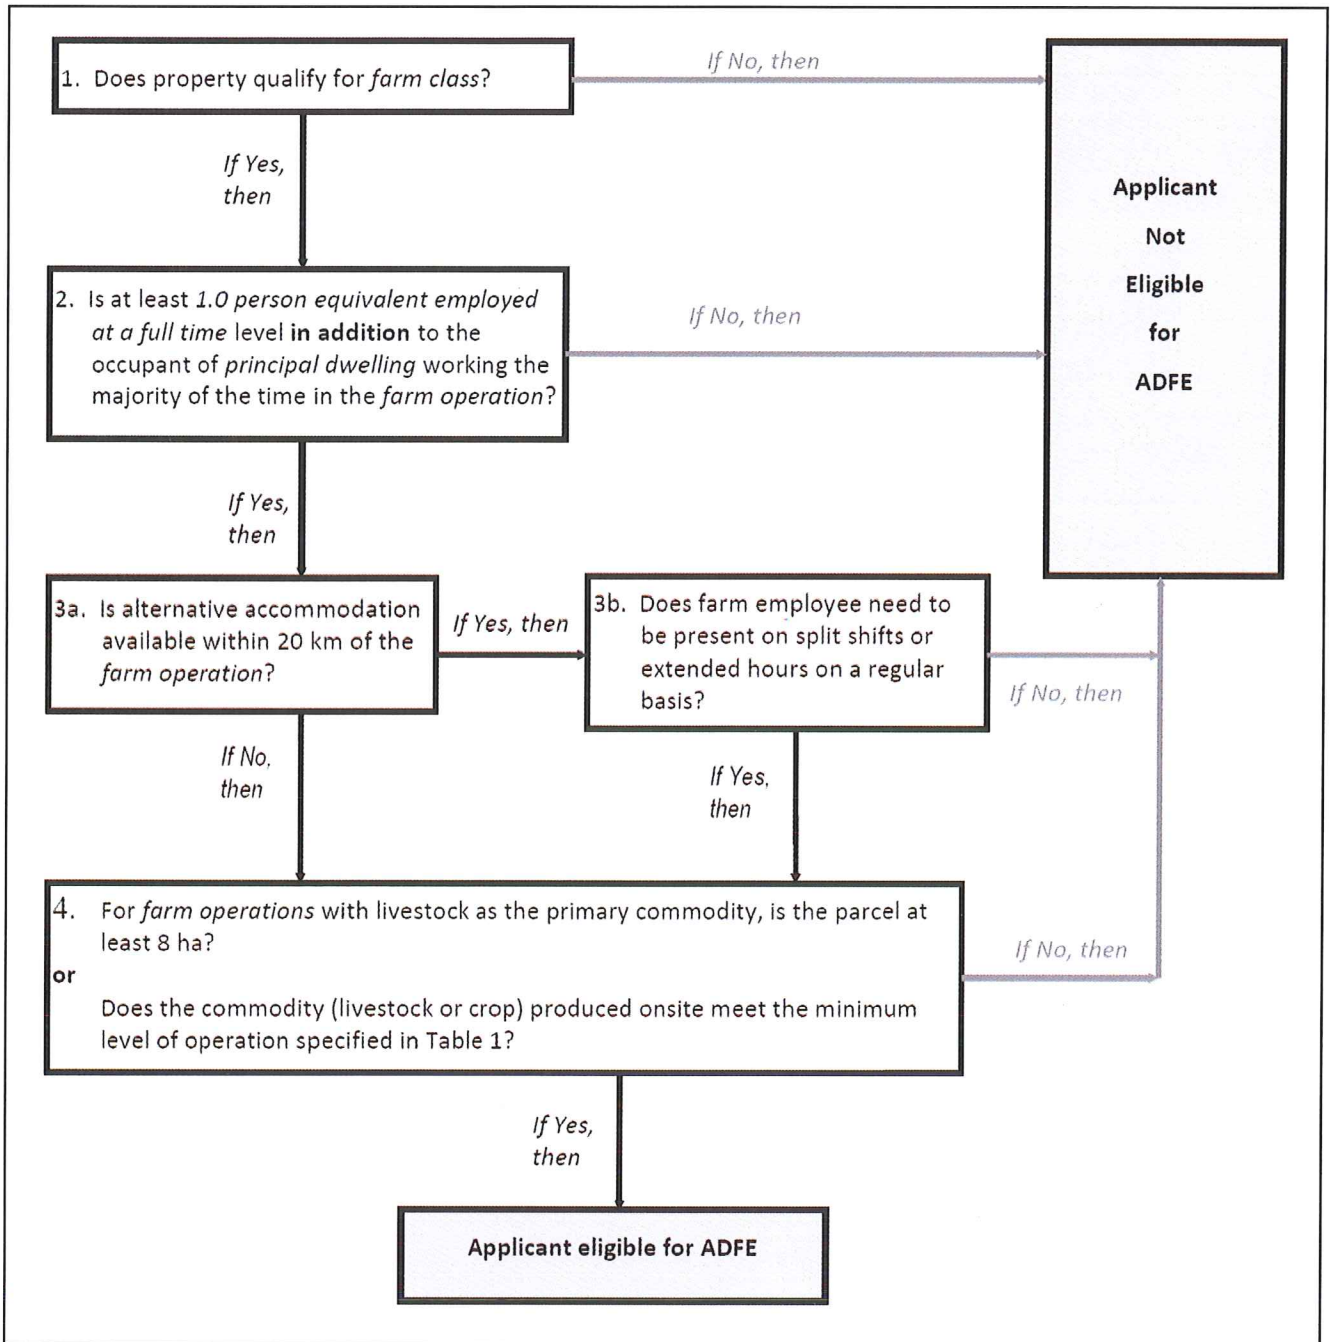 1. Does property qualify for farm class?
If No, then
If Yes,
then
Applicant
Not
Eligible
for
ADFE
2. Is at least 1.0 person equivalent employed
at a full time level in addition to the
occupant of principal dwelling working the
majority of the time in the farm operation?
If No, then
If Yes,
then
3a. Is alternative accommodation
available within 20 km of the
farm operation?
If Yes, then
3b. Does farm employee need to
be present on split shifts or
extended hours on a regular
basis?
If No, then
If No,
then
If Yes,
then
4. For farm operations with livestock as the primary commodity, is the parcel at
least 8 ha?
or
Does the commodity (livestock or crop) produced onsite meet the minimum
level of operation specified in Table 1?
If No, then
If Yes,
then
Applicant eligible for ADFE